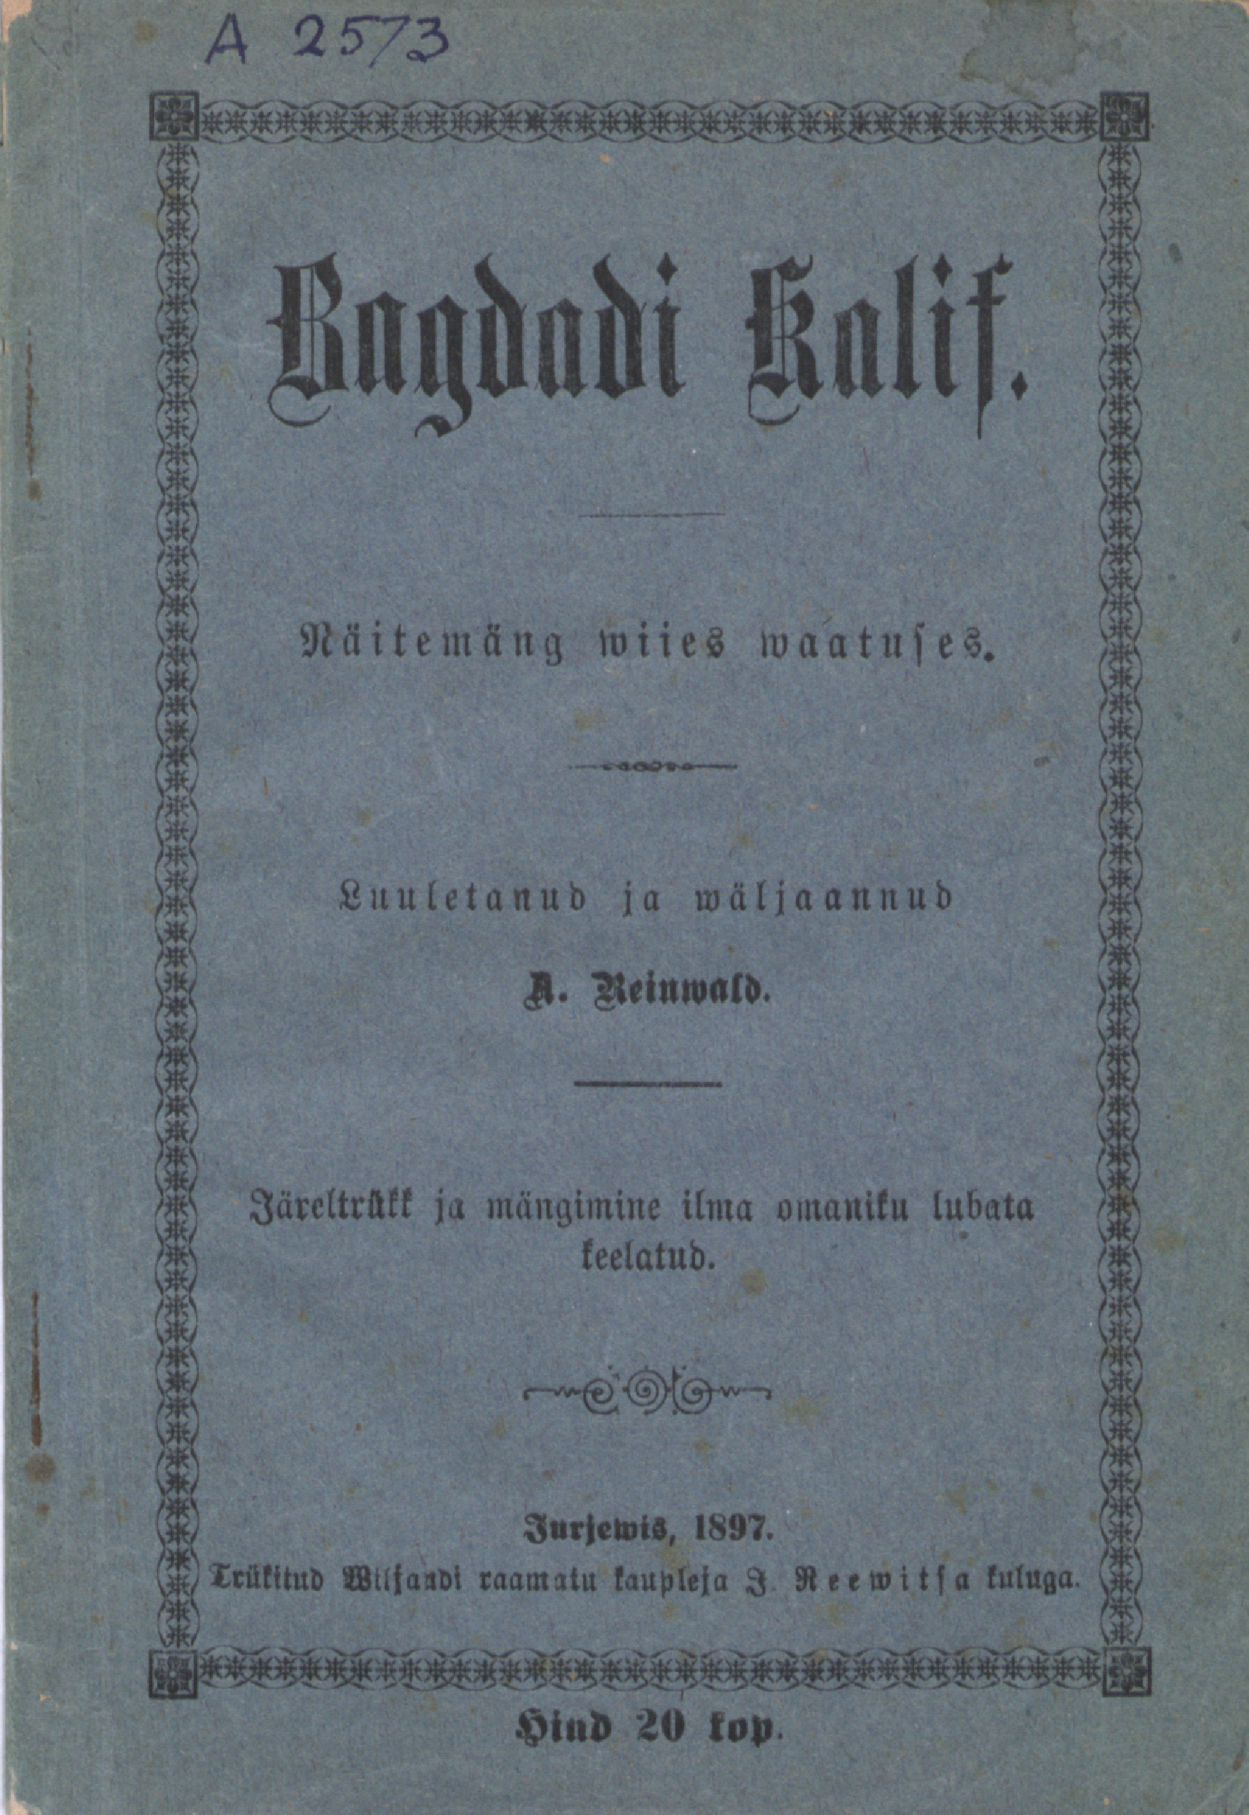 A 2573
Bagdadi Kalif.
Näitemäng wiies waatuses.
Luuletanud ja wäljaannud
A. Reinwald.
Järeltrükk ja mängimine ilma omaniku lubata
keelatud.
Jurjewis, 1897.
Trükitud Wiljandi raamatu kaupleja J. Reewitsa kuluga.
Hind 20 kop.